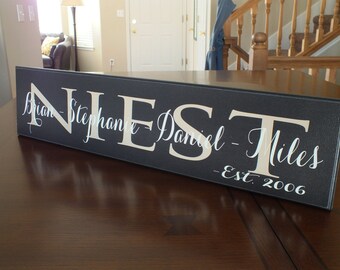 NIEST
Brian - Stephanie - Daniel - Miles
-Est. 2006